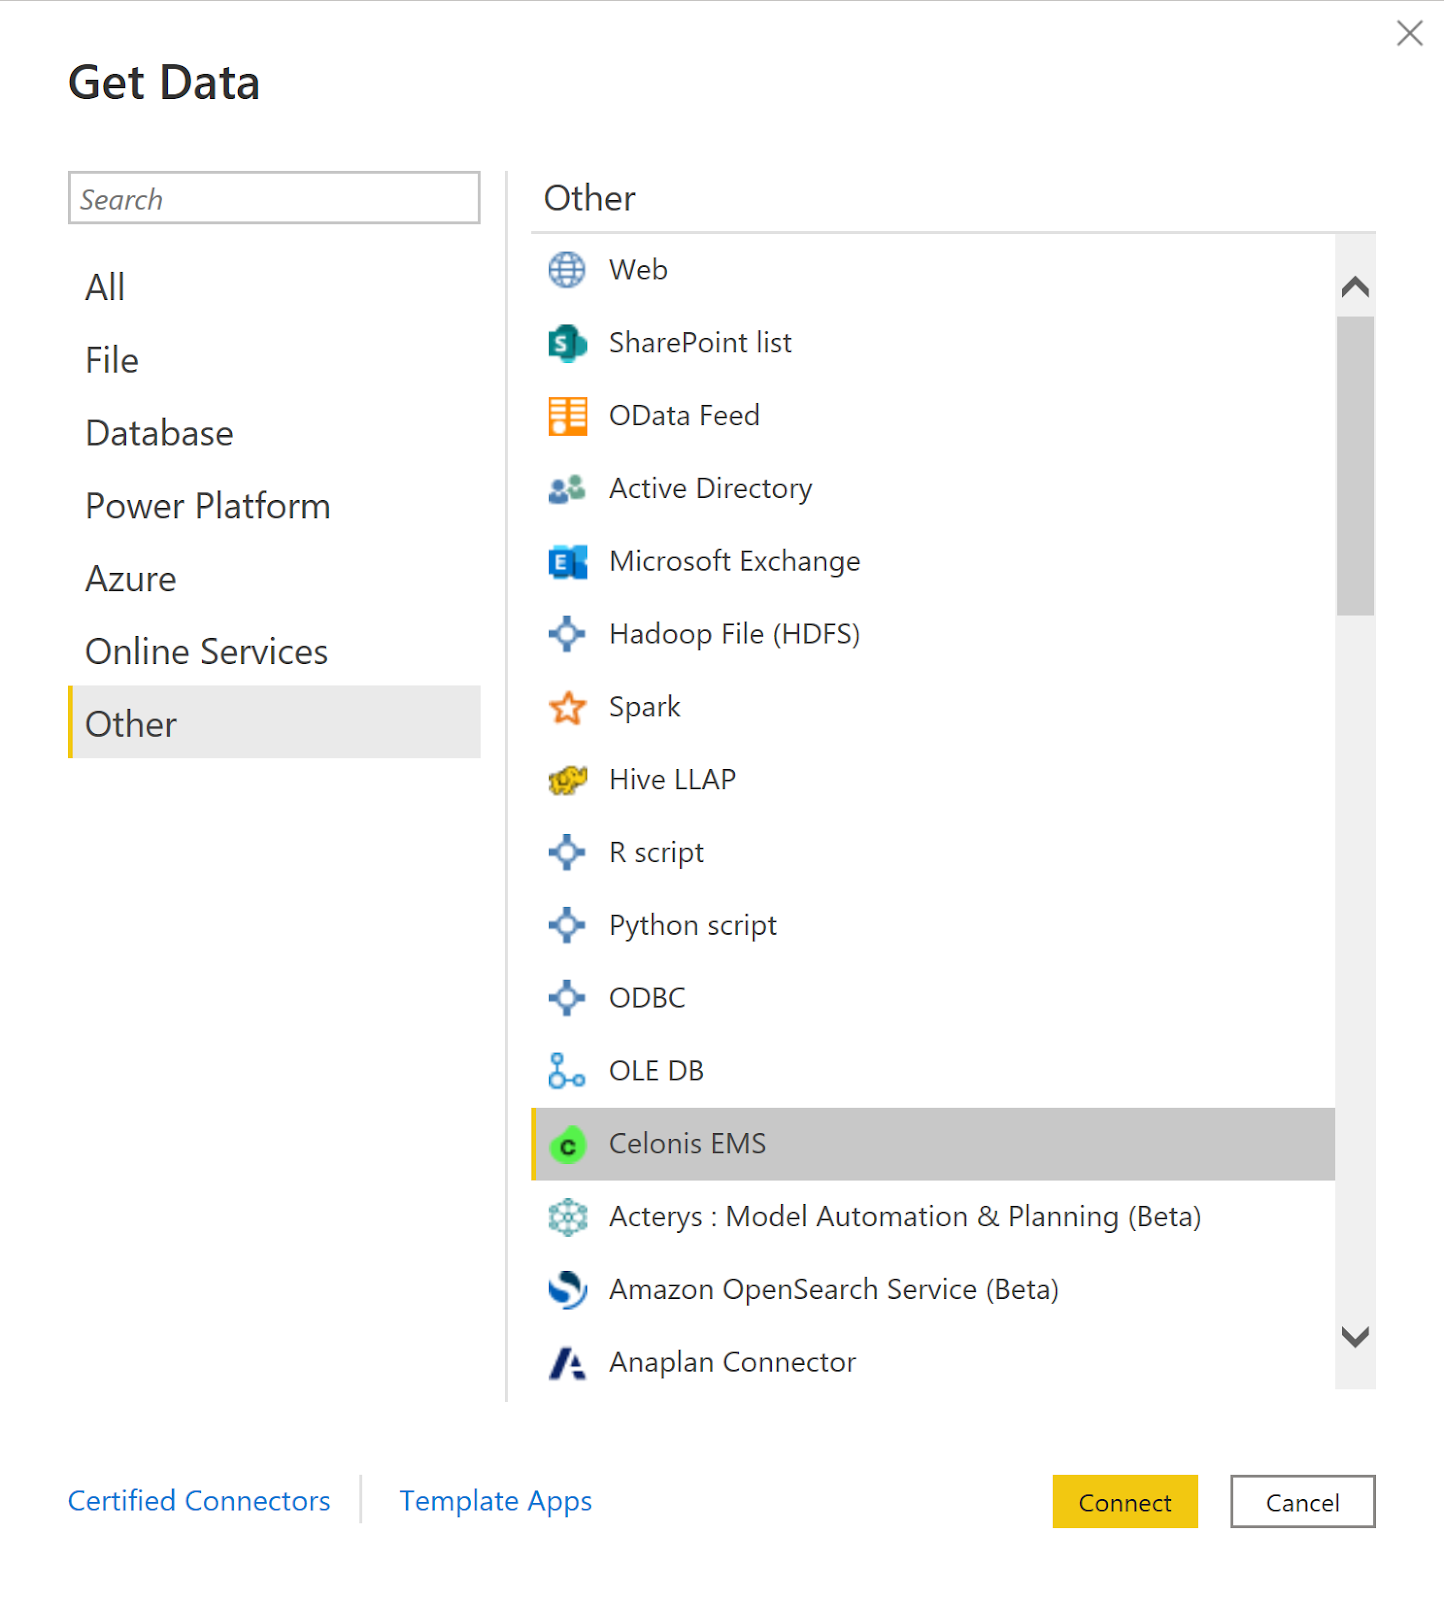 Get Data
Search
All
File
Database
Power Platform
Azure
Online Services
Other
Other
Web
SharePoint list
OData Feed
Active Directory
Microsoft Exchange
Hadoop File (HDFS)
Spark
Hive LLAP
R script
Python script
ODBC
OLE DB
Celonis EMS
Acterys : Model Automation & Planning (Beta)
Amazon OpenSearch Service (Beta)
Anaplan Connector
Certified Connectors
Template Apps
Connect
Cancel